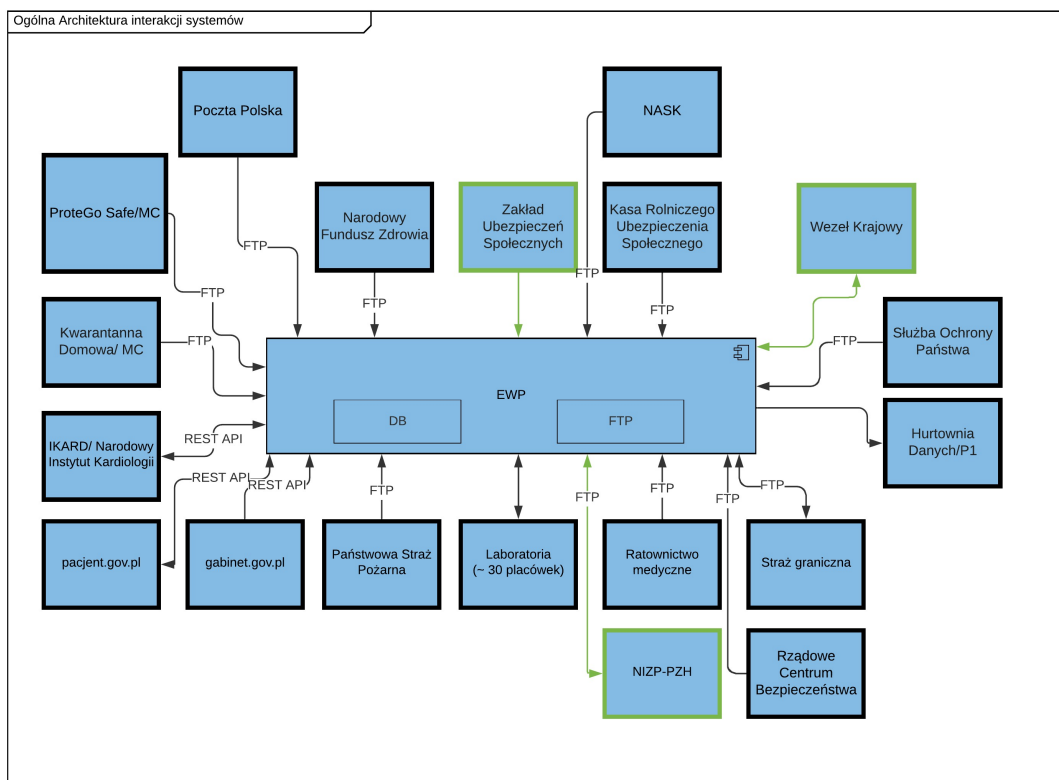 Ogólna Architektura interakcji systemów
Poczta Polska
NASK
ProteGo Safe/MC
Narodowy
Fundusz Zdrowia
Zakład
Ubezpieczeń
Społecznych
Kasa Rolniczego
Ubezpieczenia
Społecznego
Wezeł Krajowy
FTP
FTP
FTP
FTP
FTP
Kwarantanna
Domowa/ MC
FTP
Służba Ochrony
Państwa
FTP
EWP
DB
FTP
IKARD/ Narodowy
Instytut Kardiologii
REST API
Hurtownia
Danych/P1
REST API
REST API
FTP
FTP
FTP
FTP
FTP
pacjent.gov.pl
gabinet.gov.pl
Państwowa Straż
Pożarna
Laboratoria
(~ 30 placówek)
Ratownictwo
medyczne
Straż graniczna
NIZP-PZH
Rządowe
Centrum
Bezpieczeństwa